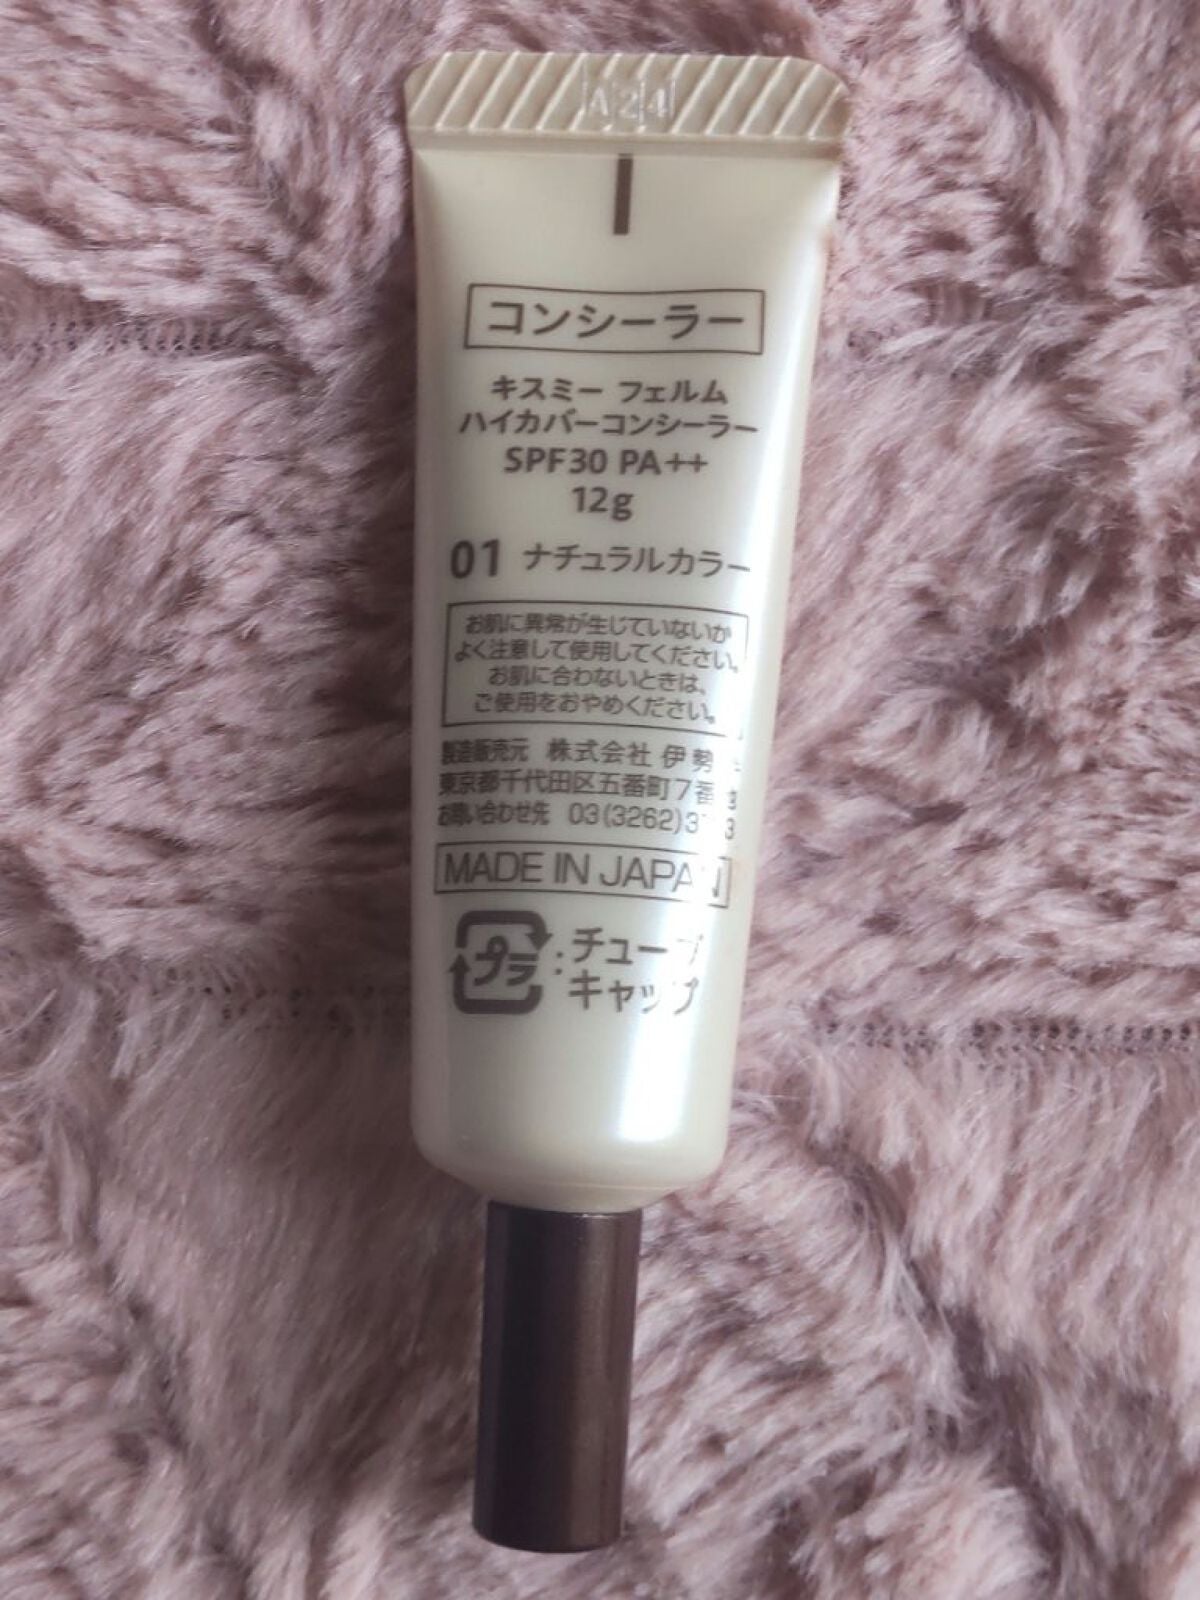 A24
コンシーラー
キスミー フェルム
ハイカバーコンシーラー
SPF30 PA++
12g
01 ナチュラルカラー
お肌に異常が生じていないか
よく注意して使用してください。
お肌に合わないときは、
ご使用をおやめください。
製造販売元 株式会社 伊勢
東京都千代田区五番町7番地
お問い合わせ先 03(3262)3
MADE IN JAPAN
プラ:チューブ
キャップ